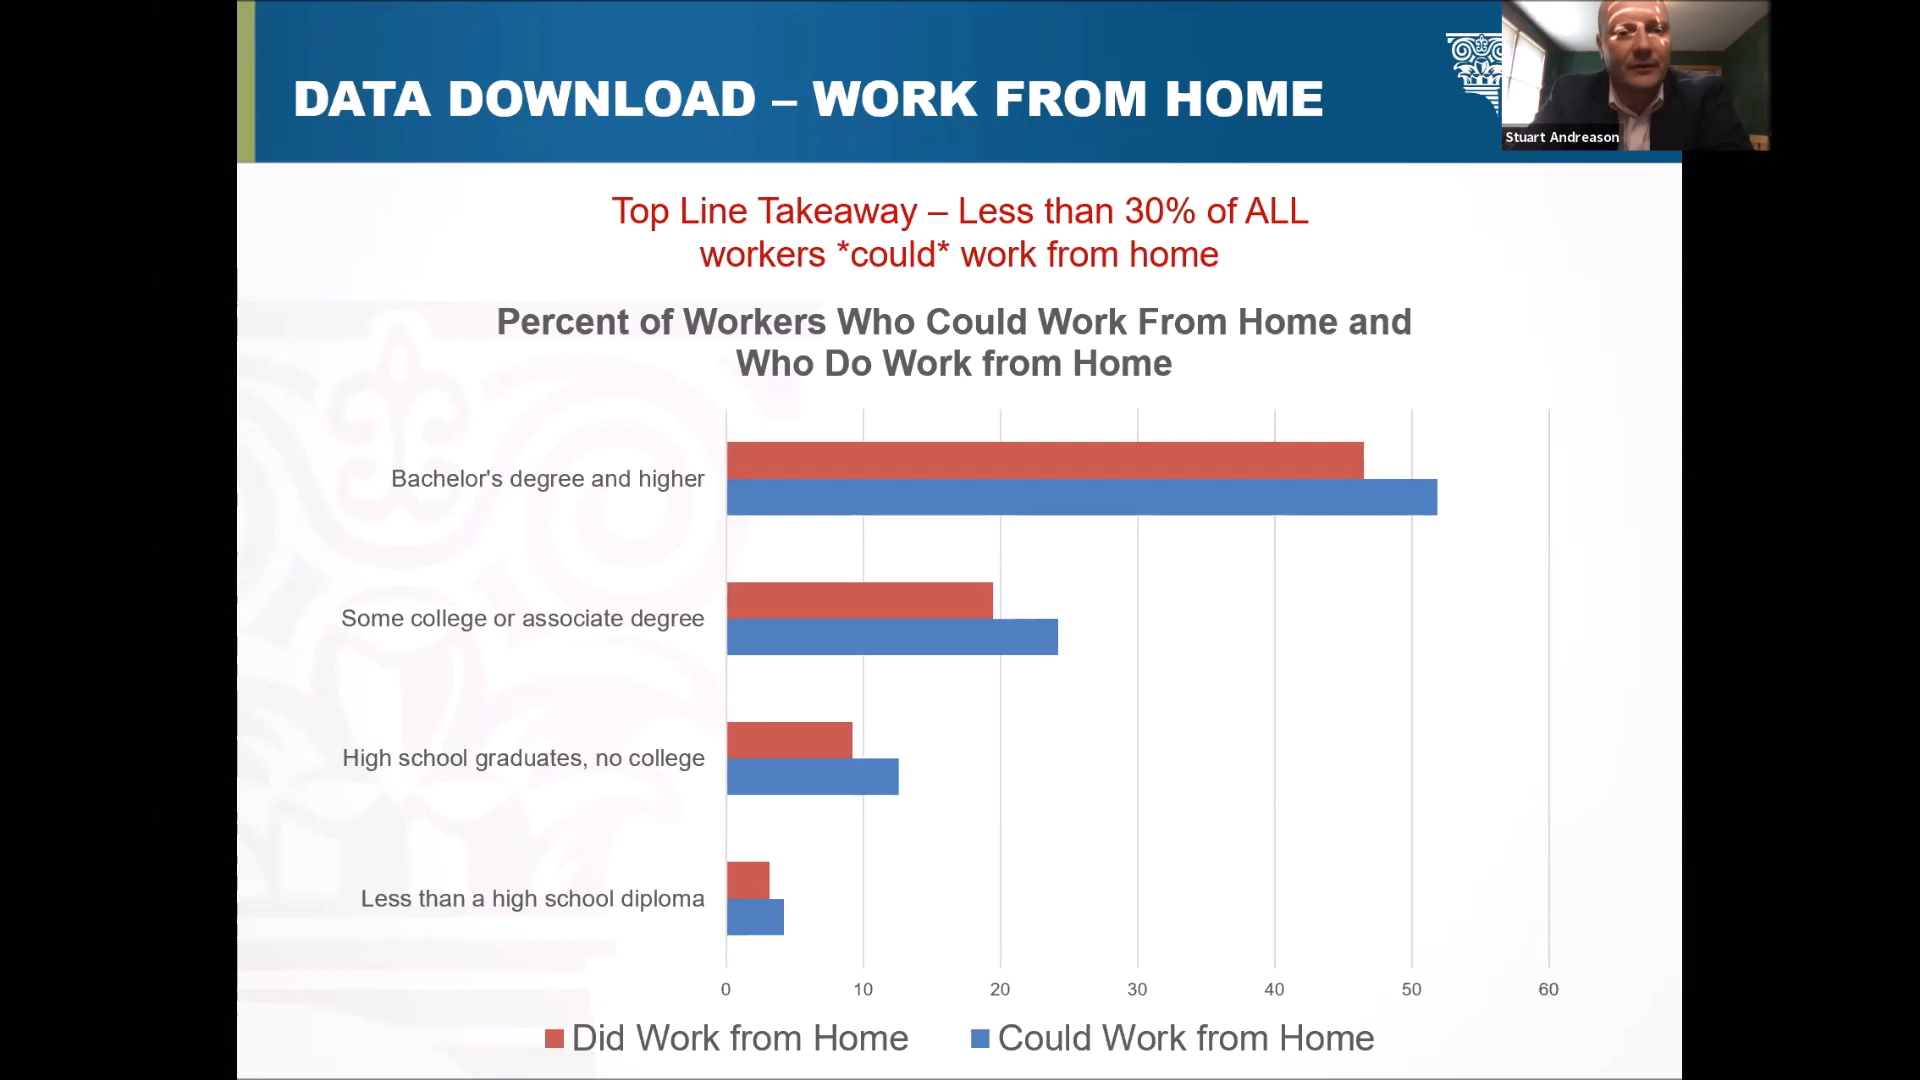 DATA DOWNLOAD – WORK FROM HOME
Stuart Andreason
Top Line Takeaway – Less than 30% of ALL
workers *could* work from home
Percent of Workers Who Could Work From Home and
Who Do Work from Home
Bachelor's degree and higher
Some college or associate degree
High school graduates, no college
Less than a high school diploma
0 10 20 30 40 50 60
Did Work from Home Could Work from Home